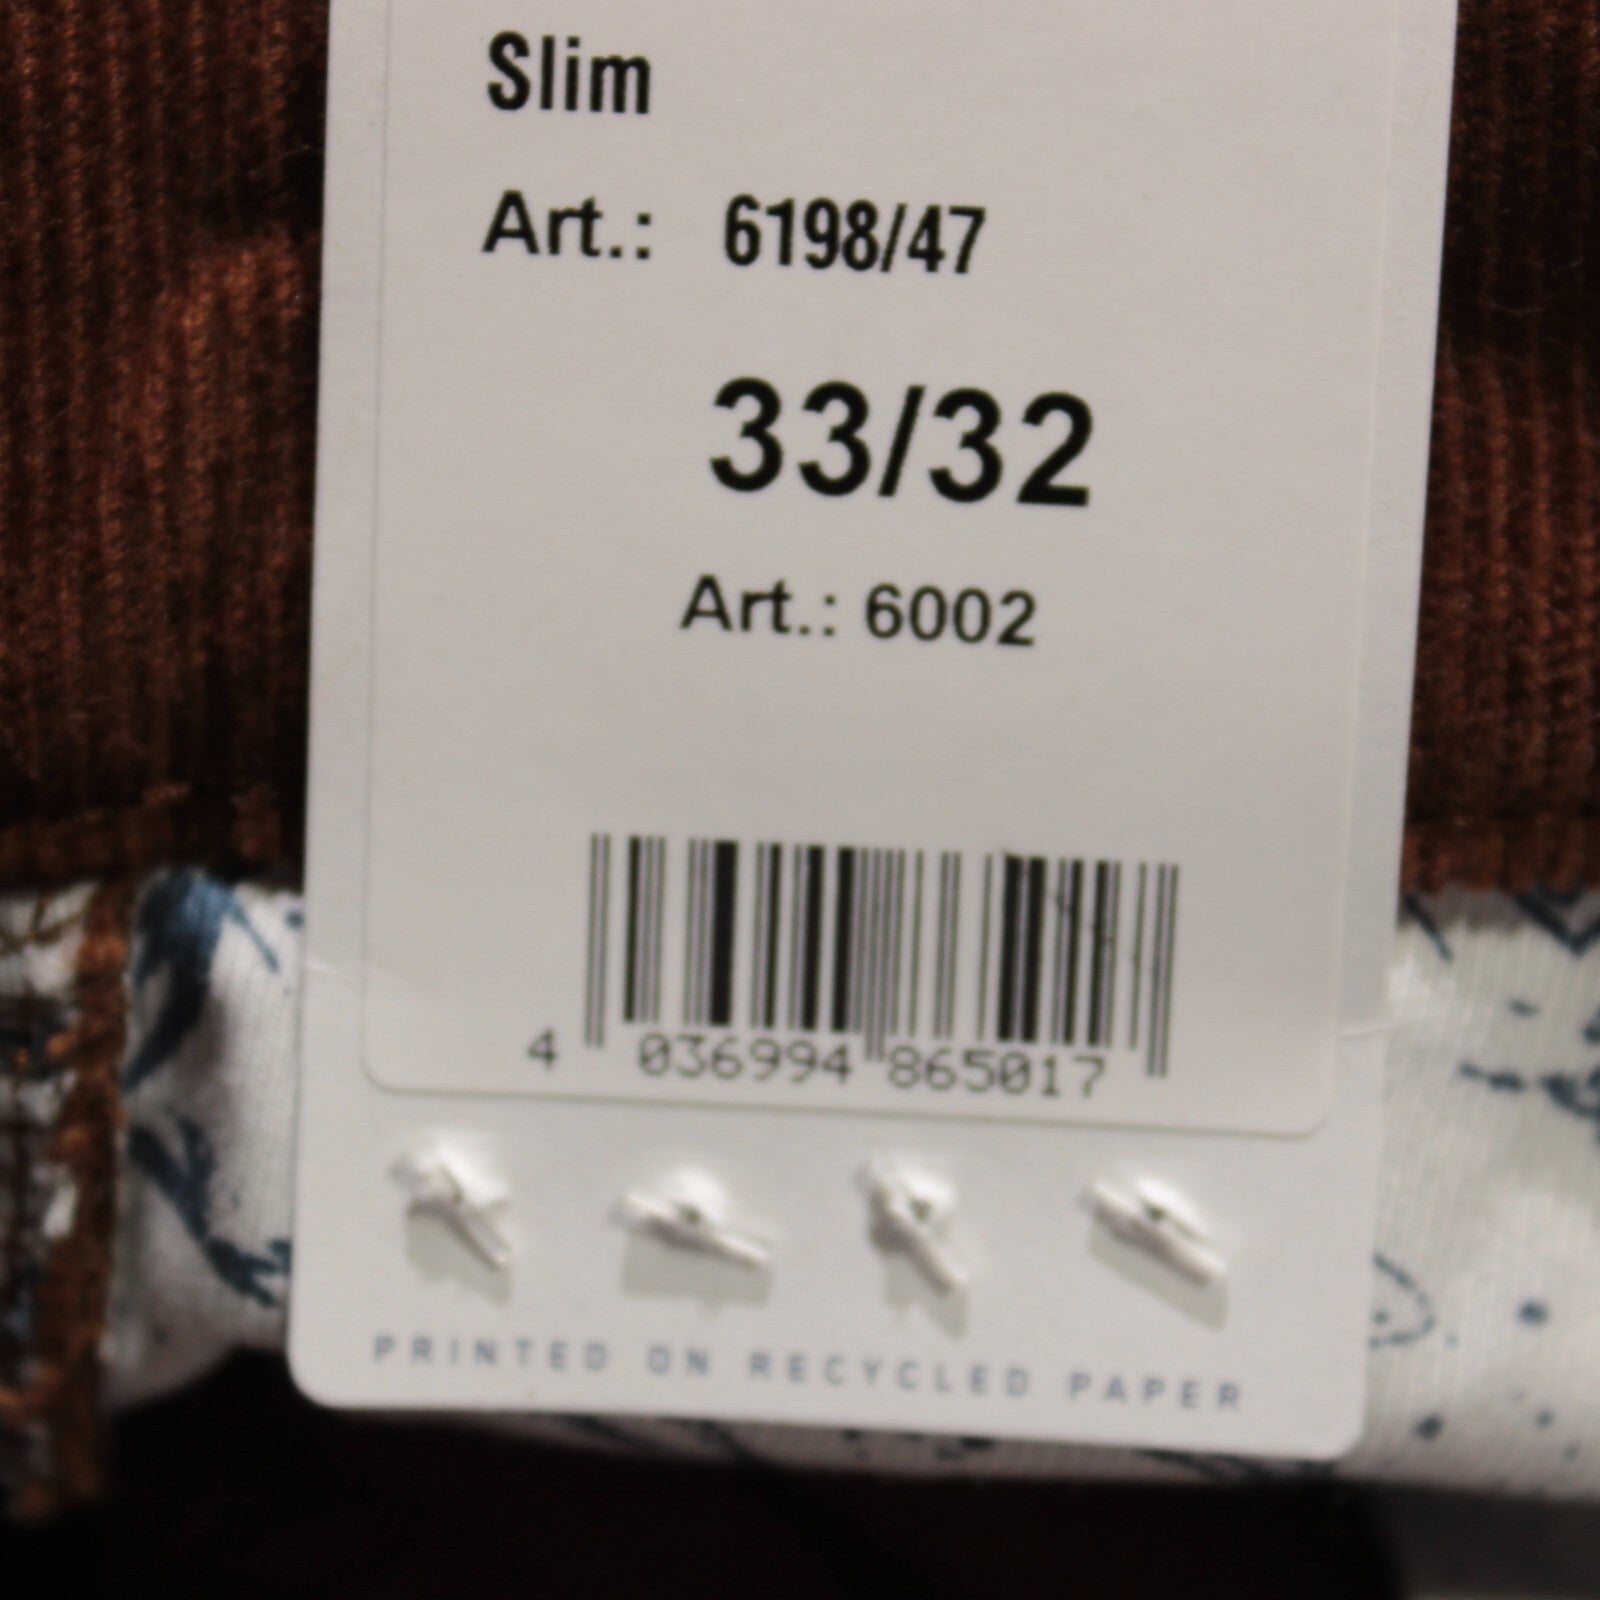 Slim
Art.: 6198/47
33/32
Art.: 6002
4 036994 865017
PRINTED ON RECYCLED PAPER